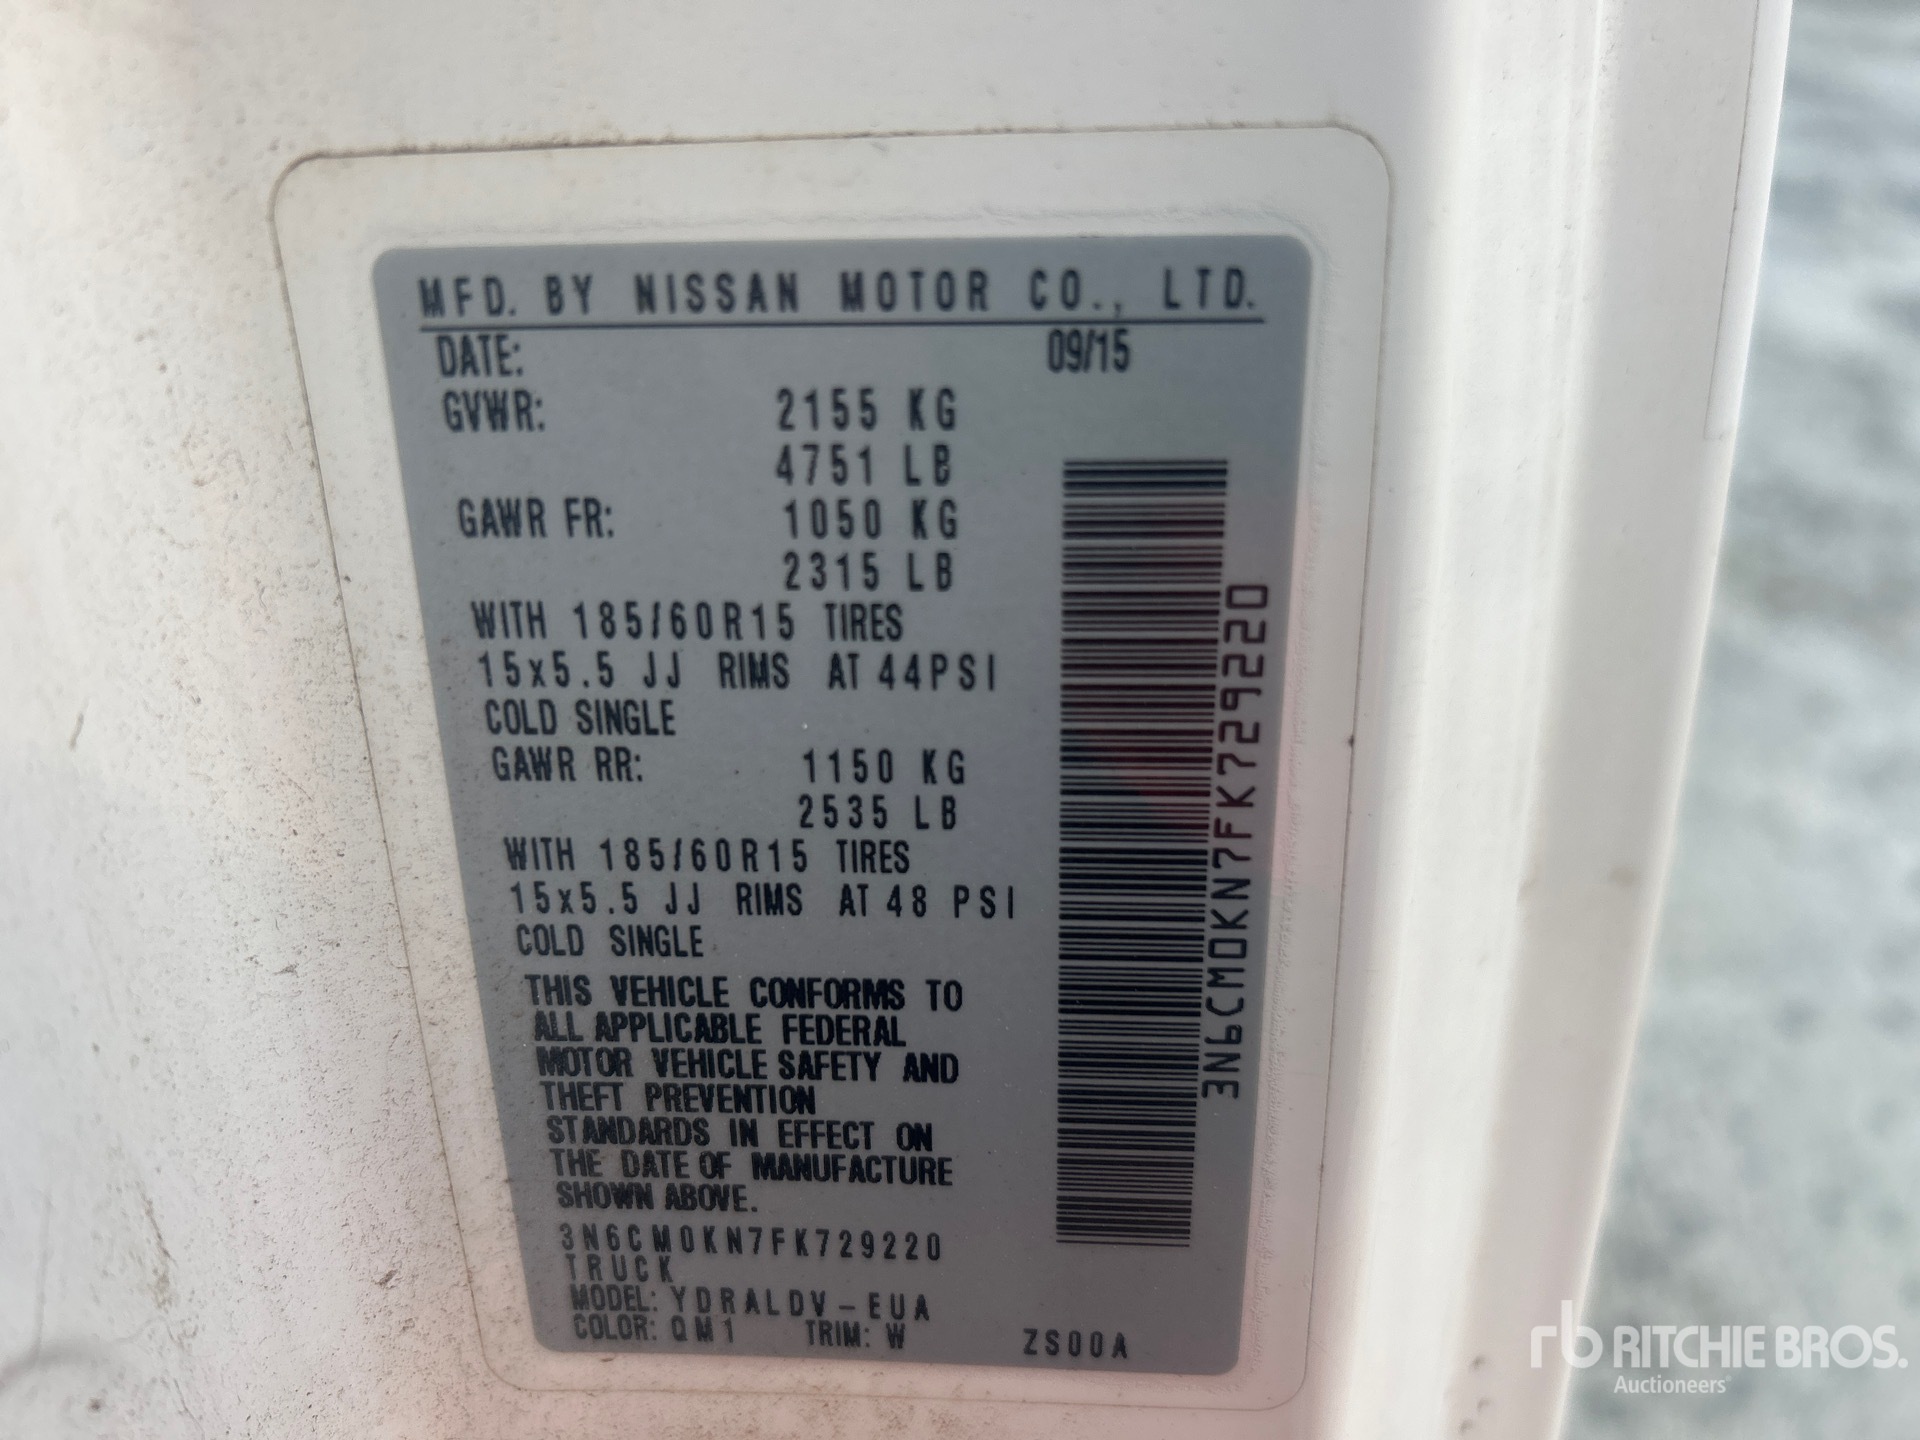 MFD. BY NISSAN MOTOR CO., LTD.
DATE: 09/15
GVWR: 2155 KG
4751 LB
GAWR FR: 1050 KG
2315 LB
WITH 185/60R15 TIRES
15x5.5 JJ RIMS AT 44PSI
COLD SINGLE
GAWR RR: 1150 KG
2535 LB
WITH 185/60R15 TIRES
15x5.5 JJ RIMS AT 48 PSI
COLD SINGLE
THIS VEHICLE CONFORMS TO
ALL APPLICABLE FEDERAL
MOTOR VEHICLE SAFETY AND
THEFT PREVENTION
STANDARDS IN EFFECT ON
THE DATE OF MANUFACTURE
SHOWN ABOVE.
3N6CM0KN7FK729220
TRUCK
MODEL: YDRALDV-EUA
COLOR: QM1 TRIM: W ZS00A
3N6CM0KN7FK729220
rb RITCHIE BROS.
Auctioneers